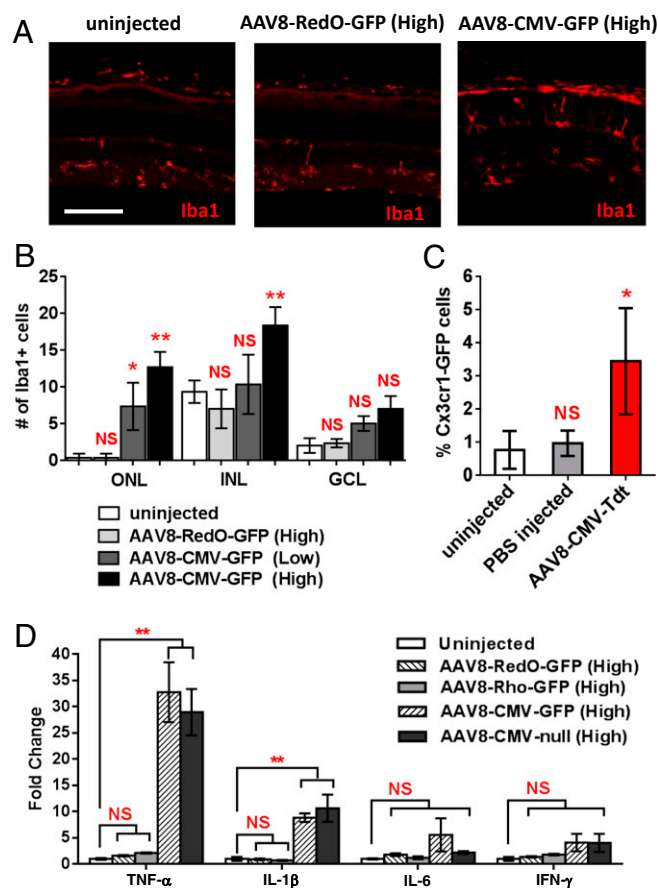 A
uninjected
AAV8-RedO-GFP (High)
AAV8-CMV-GFP (High)
Iba1
Iba1
Iba1
B
# of Iba1+ cells
25
20
15
10
5
0
NS
*
**
NS
NS
**
NS
NS
NS
ONL
INL
GCL
uninjected
AAV8-RedO-GFP (High)
AAV8-CMV-GFP (Low)
AAV8-CMV-GFP (High)
C
% Cx3cr1-GFP cells
6
5
4
3
2
1
0
NS
*
uninjected
PBS injected
AAV8-CMV-Tdt
D
Fold Change
40
35
30
25
20
15
10
5
0
**
NS
**
NS
NS
NS
TNF-α
IL-1β
IL-6
IFN-γ
Uninjected
AAV8-RedO-GFP (High)
AAV8-Rho-GFP (High)
AAV8-CMV-GFP (High)
AAV8-CMV-null (High)